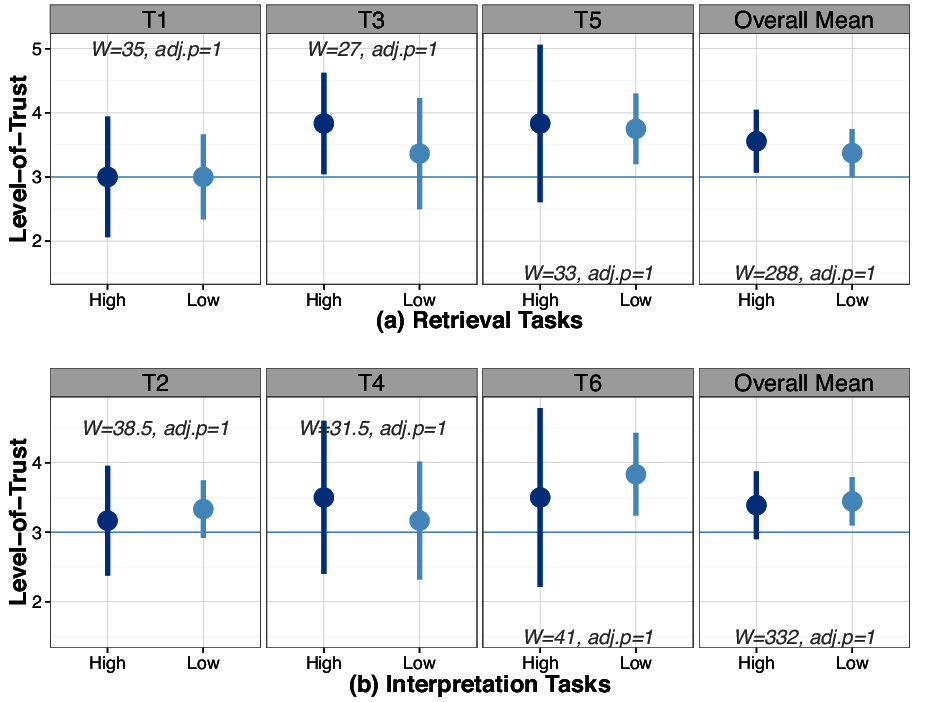 T1 T3 T5 Overall Mean
W=35, adj.p=1 W=27, adj.p=1
W=33, adj.p=1 W=288, adj.p=1
Level-of-Trust
5
4
3
2
High Low High Low High Low High Low
(a) Retrieval Tasks
T2 T4 T6 Overall Mean
W=38.5, adj.p=1 W=31.5, adj.p=1
W=41, adj.p=1 W=332, adj.p=1
Level-of-Trust
4
3
2
High Low High Low High Low High Low
(b) Interpretation Tasks